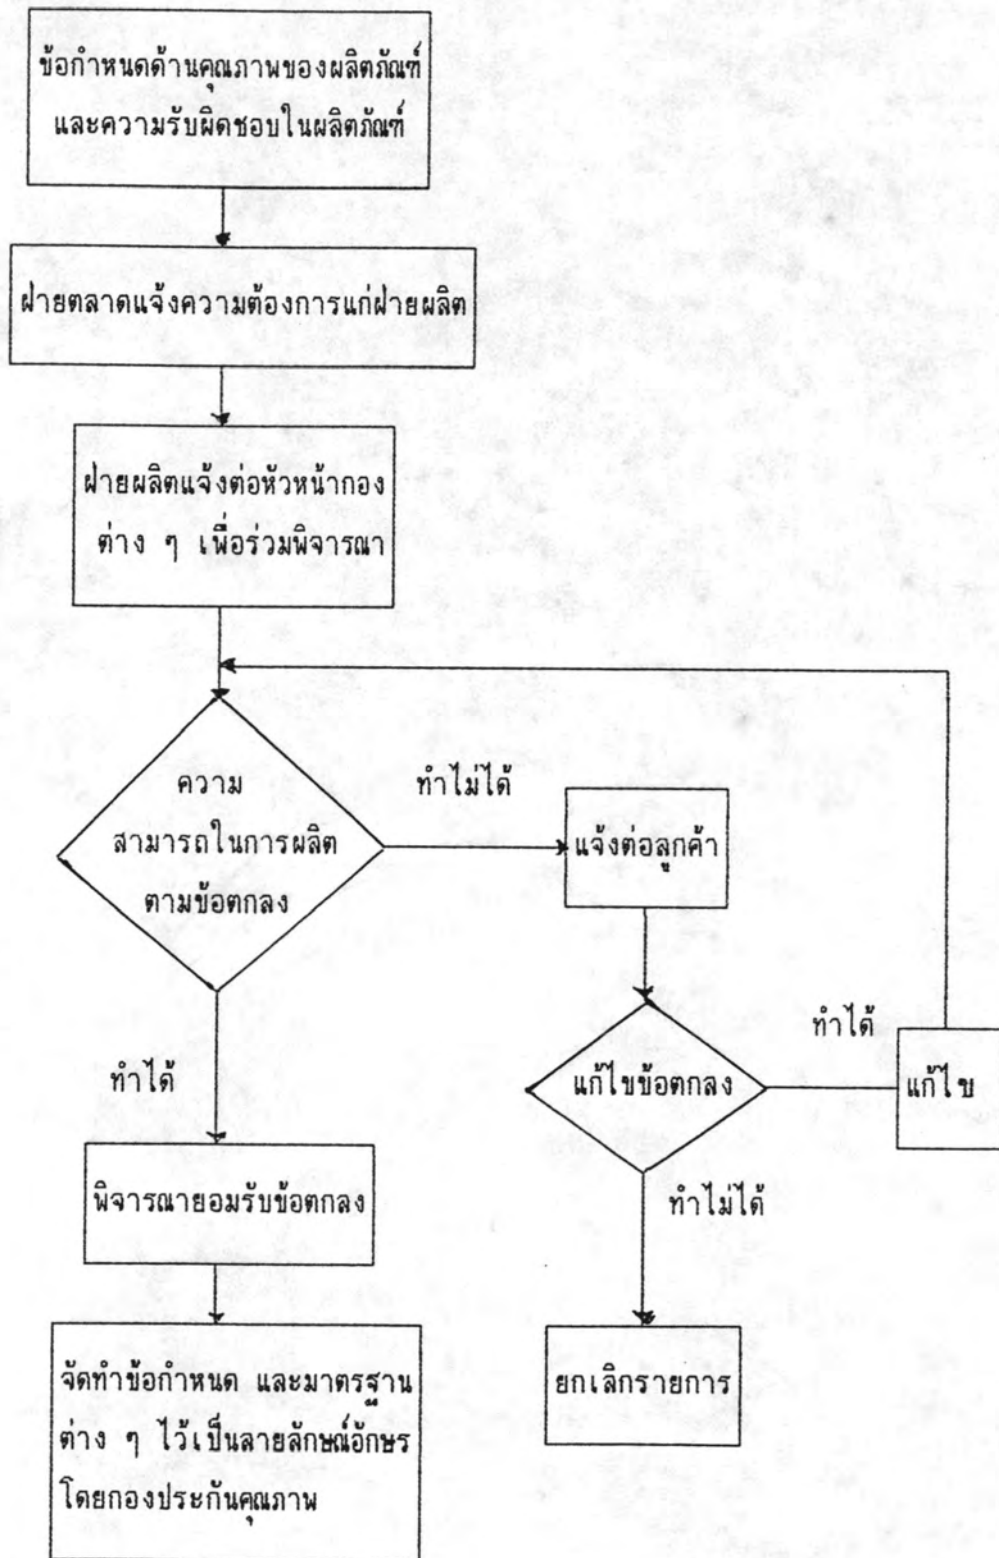 ข้อกำหนดด้านคุณภาพของผลิตภัณฑ์
และความรับผิดชอบในผลิตภัณฑ์
ฝ่ายตลาดแจ้งความต้องการแก่ฝ่ายผลิต
ฝ่ายผลิตแจ้งต่อหัวหน้ากอง
ต่าง ๆ เพื่อร่วมพิจารณา
ความ
สามารถในการผลิต
ตามข้อตกลง
ทำไม่ได้
แจ้งต่อลูกค้า
แก้ไขข้อตกลง
ทำได้
แก้ไข
ทำได้
ทำไม่ได้
พิจารณายอมรับข้อตกลง
ยกเลิกรายการ
จัดทำข้อกำหนด และมาตรฐาน
ต่าง ๆ ไว้เป็นลายลักษณ์อักษร
โดยกองประกันคุณภาพ